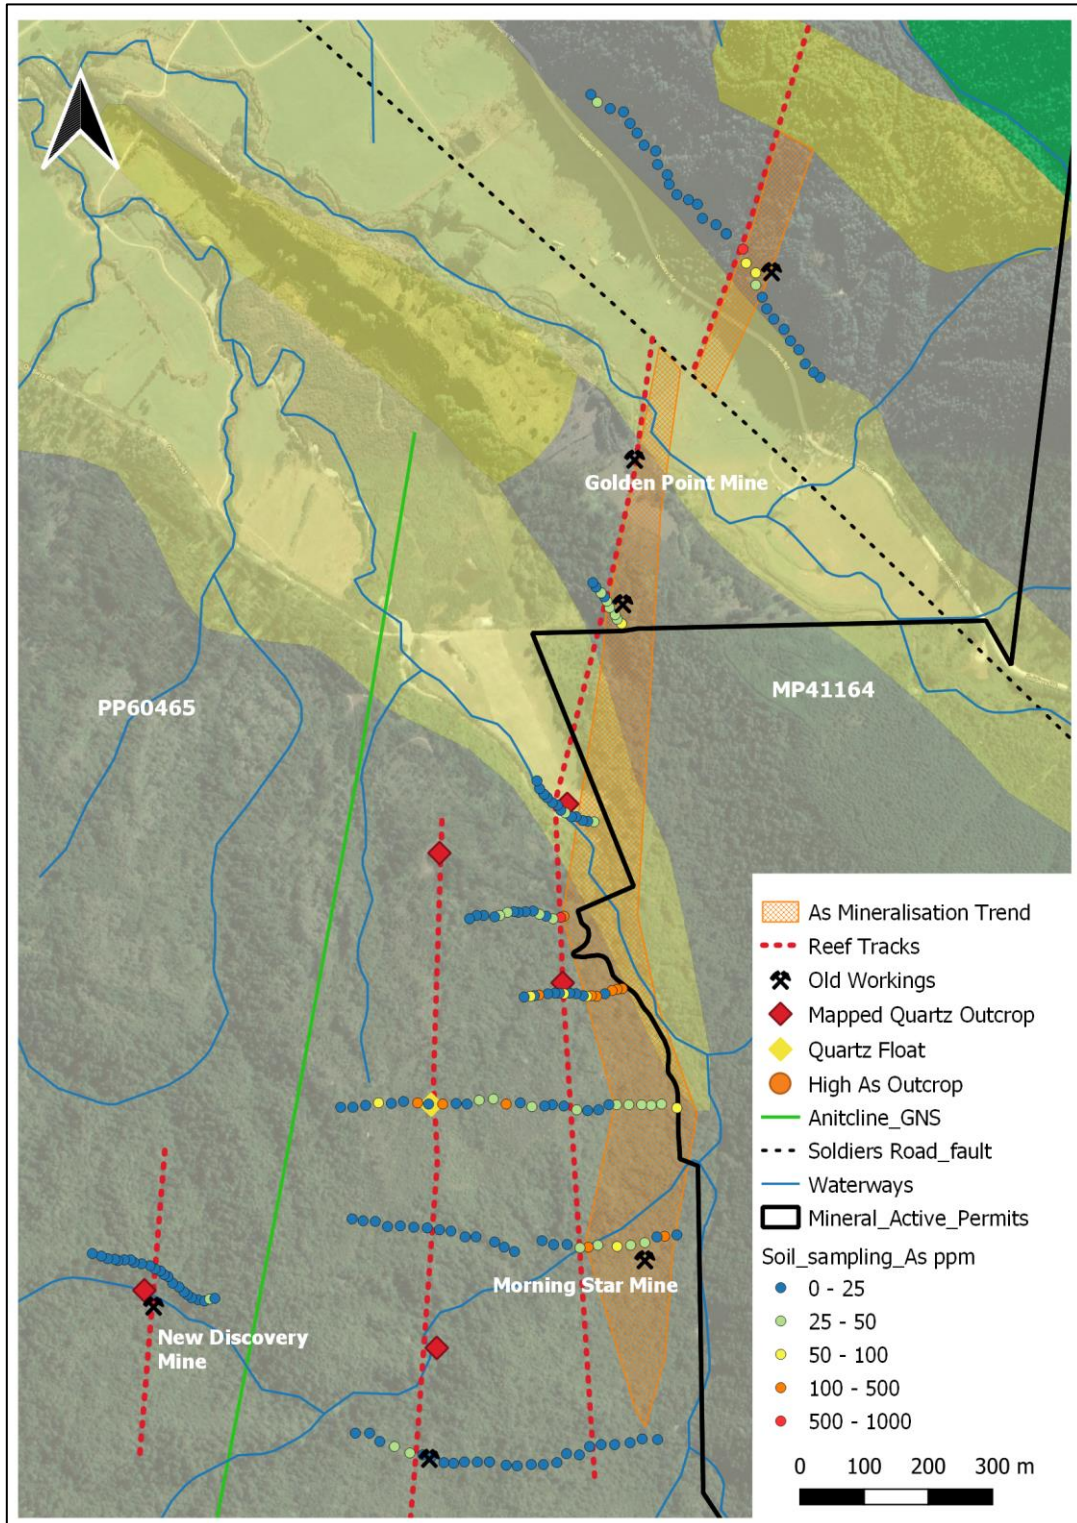 Golden Point Mine
PP60465
MP41164
Morning Star Mine
New Discovery
Mine
As Mineralisation Trend
Reef Tracks
Old Workings
Mapped Quartz Outcrop
Quartz Float
High As Outcrop
Anitcline_GNS
Soldiers Road_fault
Waterways
Mineral_Active_Permits
Soil_sampling_As ppm
0 - 25
25 - 50
50 - 100
100 - 500
500 - 1000
0 100 200 300 m